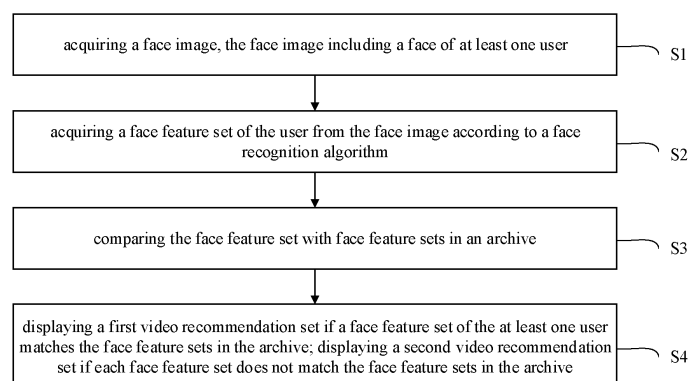 acquiring a face image, the face image including a face of at least one user
S1
acquiring a face feature set of the user from the face image according to a face
recognition algorithm
S2
comparing the face feature set with face feature sets in an archive
S3
displaying a first video recommendation set if a face feature set of the at least one user
matches the face feature sets in the archive; displaying a second video recommendation
set if each face feature set does not match the face feature sets in the archive
S4